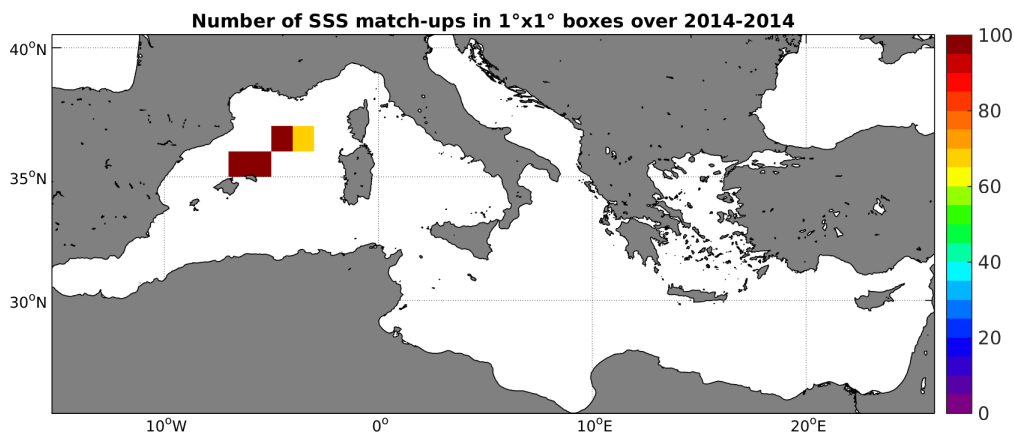 Number of SSS match-ups in 1°x1° boxes over 2014-2014
40°N
35°N
30°N
10°W
0°
10°E
20°E
100
80
60
40
20
0